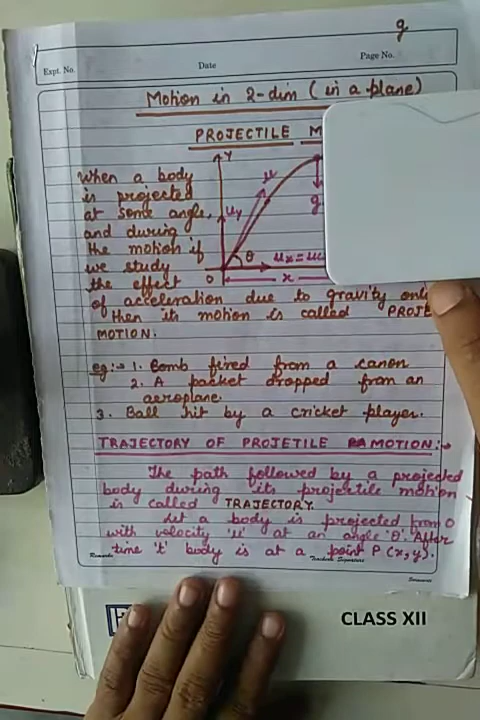 g
Expt. No.
Date
Page No.
Motion in 2-dim (in a plane)
PROJECTILE M
When a body
is projected
at some angle,
and during
the motion if
we study
the effect
Y
u
uy
g
θ
ux = u
O
x
of acceleration due to gravity only
then its motion is called PROJE
MOTION:
eg:→ 1. Bomb fired from a canon
2. A packet dropped from an
aeroplane.
3. Ball hit by a cricket player.
TRAJECTORY OF PROJETILE MOTION:→
The path followed by a projected
body during its projectile motion
is called TRAJECTORY.
Let a body is projected from O
with velocity 'u' at an angle 'θ'. After
time 't' body is at a point P(x,y).
Remarks
Teacher's Signature
CLASS XII